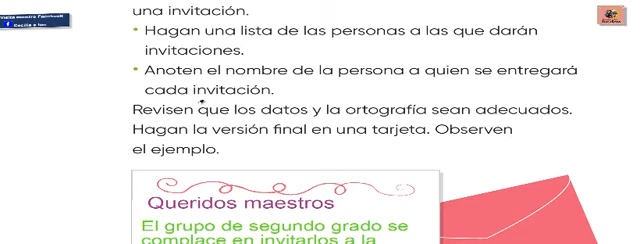 una invitación.
• Hagan una lista de las personas a las que darán
invitaciones.
• Anoten el nombre de la persona a quien se entregará
cada invitación.
Revisen que los datos y la ortografía sean adecuados.
Hagan la versión final en una tarjeta. Observen
el ejemplo.
Queridos maestros
El grupo de segundo grado se
complace en invitarlos a la